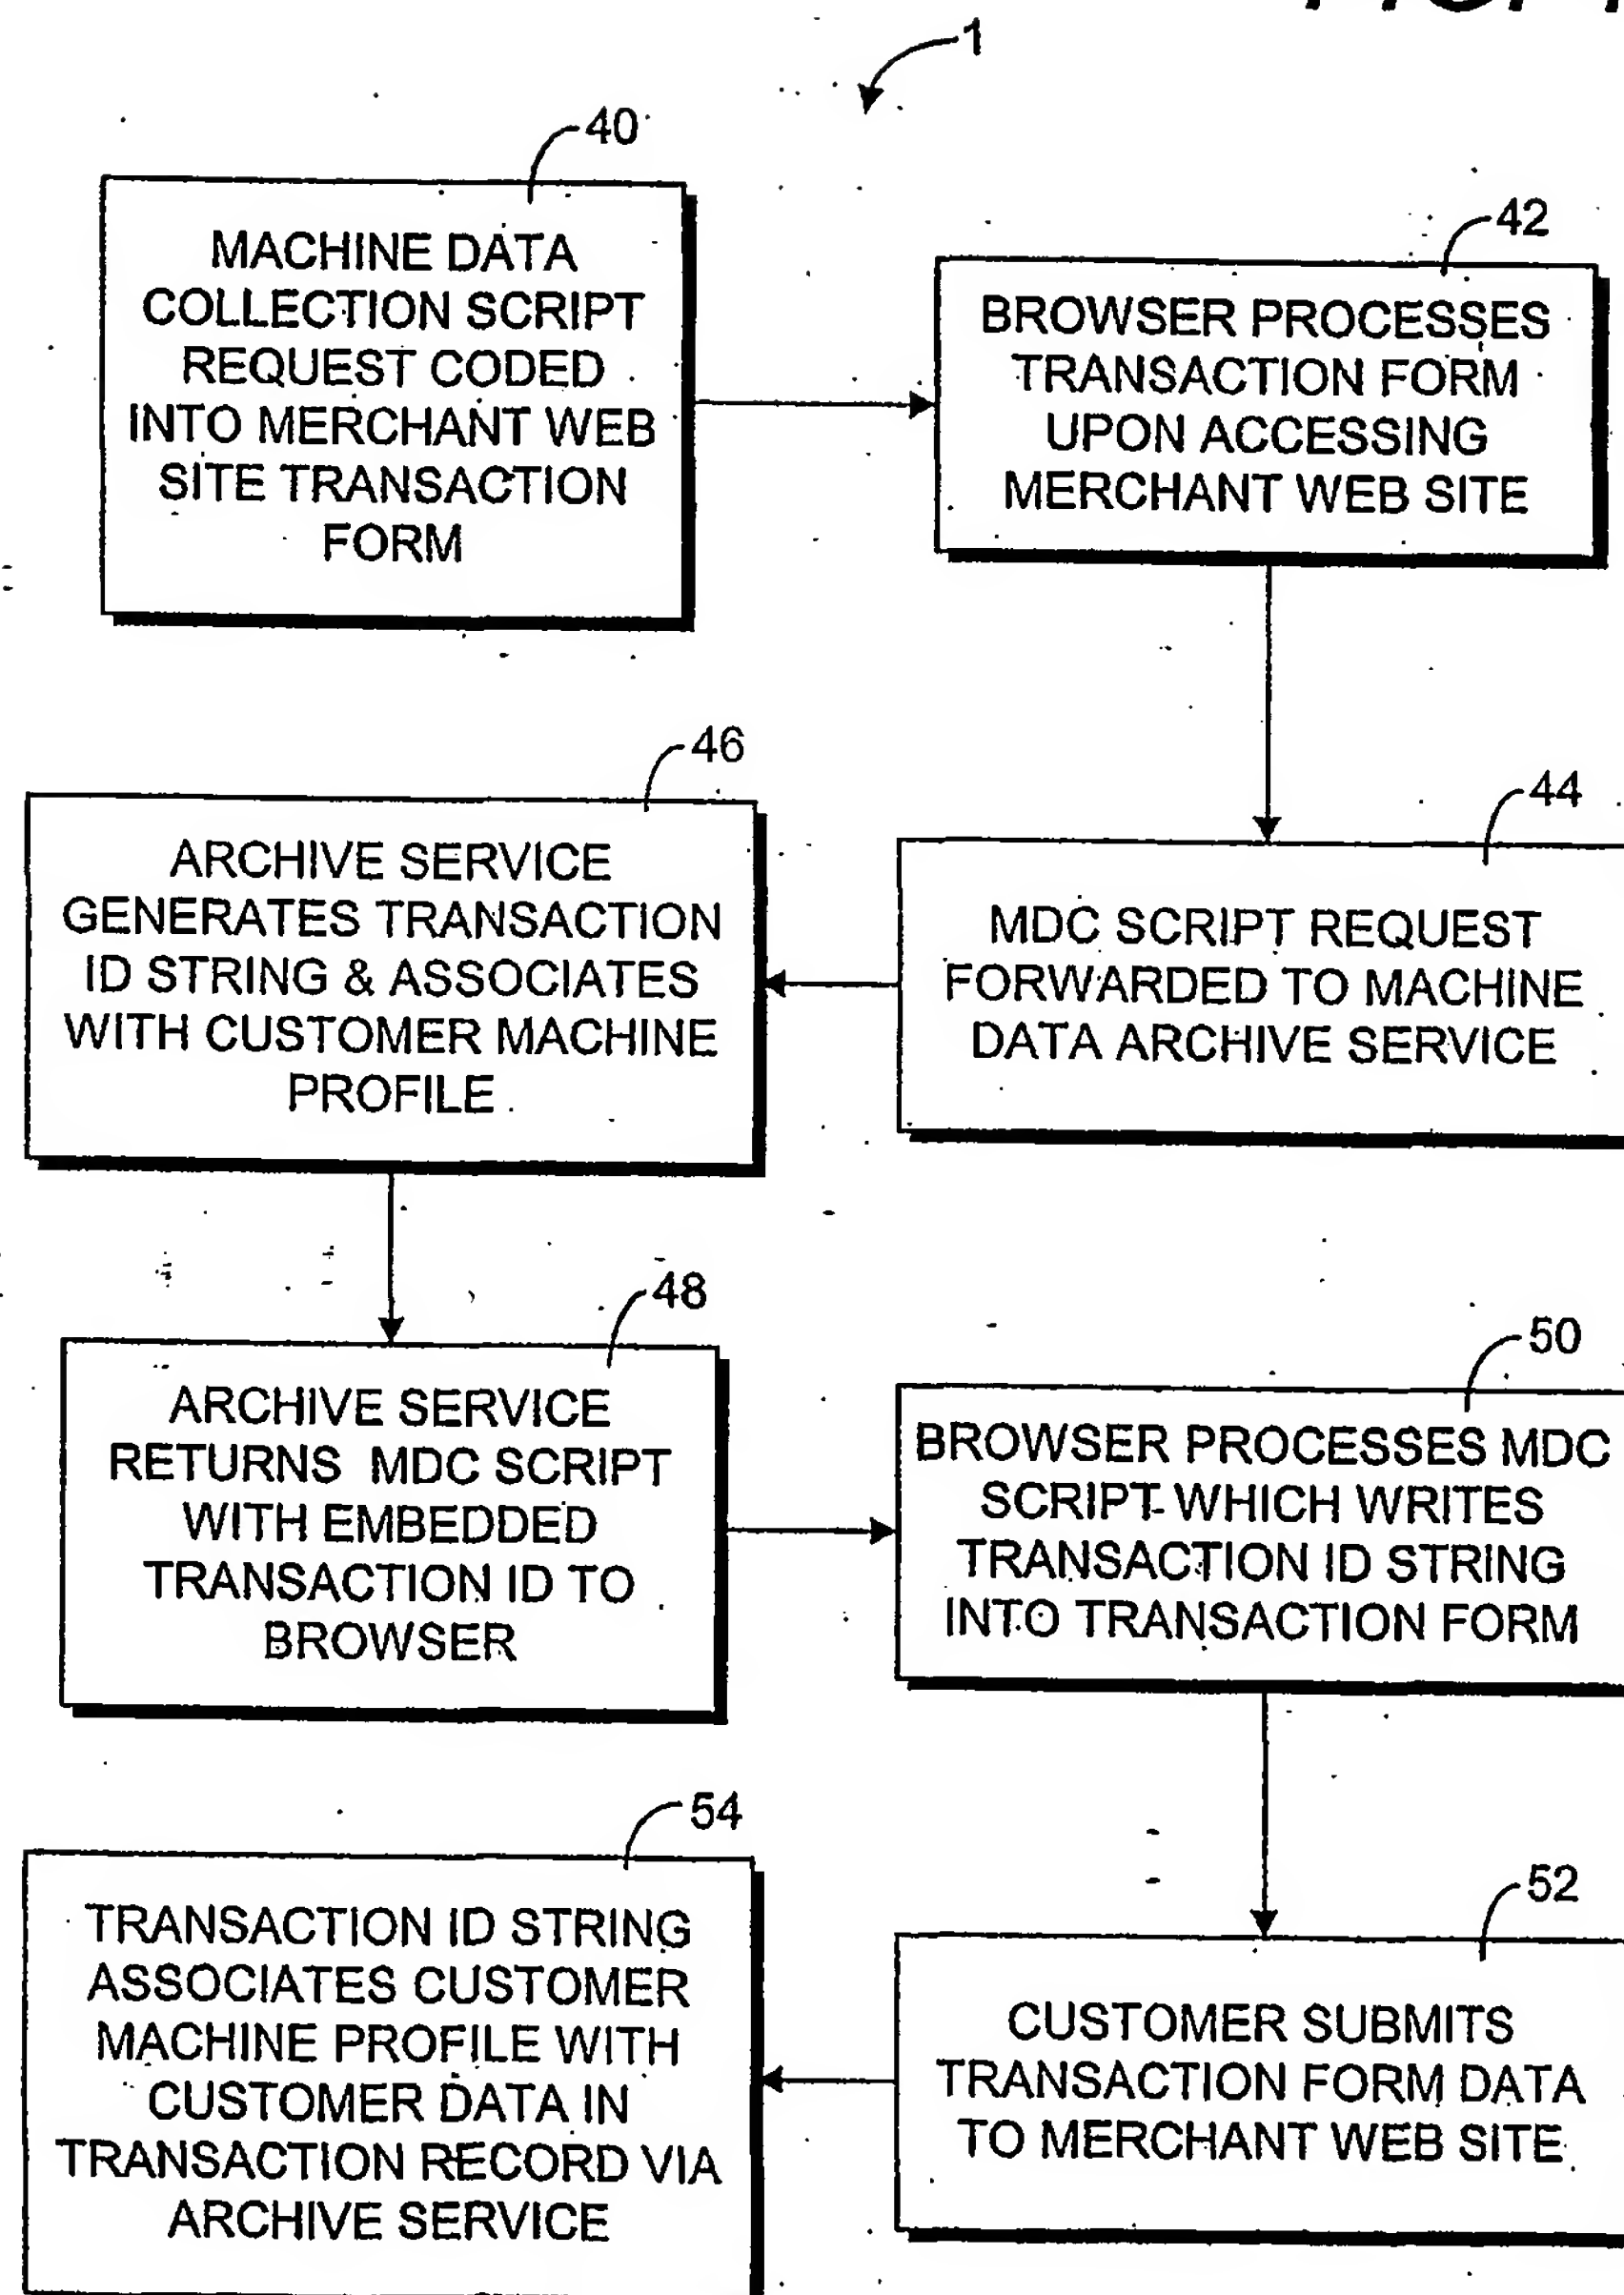 1
40
MACHINE DATA
COLLECTION SCRIPT
REQUEST CODED
INTO MERCHANT WEB
SITE TRANSACTION
FORM
42
BROWSER PROCESSES
TRANSACTION FORM
UPON ACCESSING
MERCHANT WEB SITE
44
MDC SCRIPT REQUEST
FORWARDED TO MACHINE
DATA ARCHIVE SERVICE
46
ARCHIVE SERVICE
GENERATES TRANSACTION
ID STRING & ASSOCIATES
WITH CUSTOMER MACHINE
PROFILE
48
ARCHIVE SERVICE
RETURNS MDC SCRIPT
WITH EMBEDDED
TRANSACTION ID TO
BROWSER
50
BROWSER PROCESSES MDC
SCRIPT WHICH WRITES
TRANSACTION ID STRING
INTO TRANSACTION FORM
52
CUSTOMER SUBMITS
TRANSACTION FORM DATA
TO MERCHANT WEB SITE
54
TRANSACTION ID STRING
ASSOCIATES CUSTOMER
MACHINE PROFILE WITH
CUSTOMER DATA IN
TRANSACTION RECORD VIA
ARCHIVE SERVICE